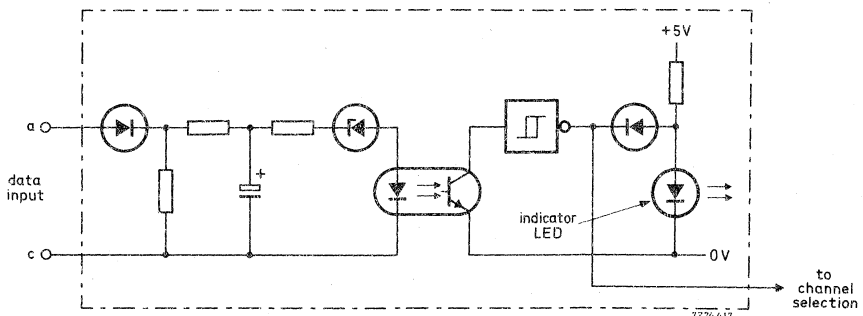 +5V
a
data
input
c
indicator
LED
0V
to
channel
selection